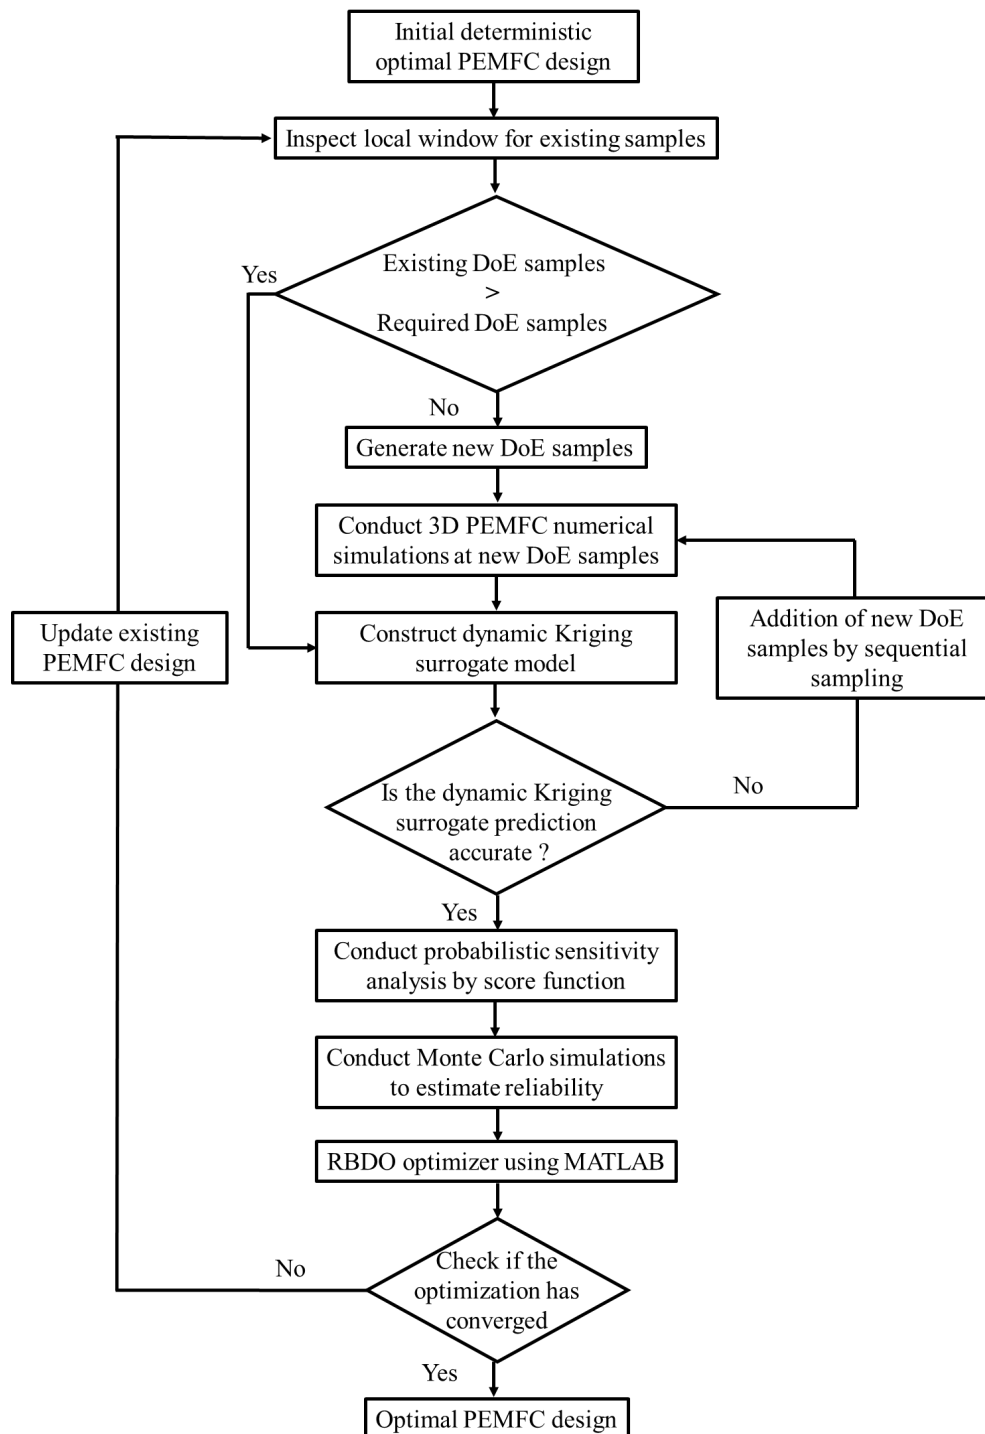 Initial deterministic
optimal PEMFC design
Inspect local window for existing samples
Existing DoE samples
>
Required DoE samples
Yes
No
Generate new DoE samples
Conduct 3D PEMFC numerical
simulations at new DoE samples
Update existing
PEMFC design
Construct dynamic Kriging
surrogate model
Addition of new DoE
samples by sequential
sampling
Is the dynamic Kriging
surrogate prediction
accurate ?
No
Yes
Conduct probabilistic sensitivity
analysis by score function
Conduct Monte Carlo simulations
to estimate reliability
RBDO optimizer using MATLAB
Check if the
optimization has
converged
No
Yes
Optimal PEMFC design